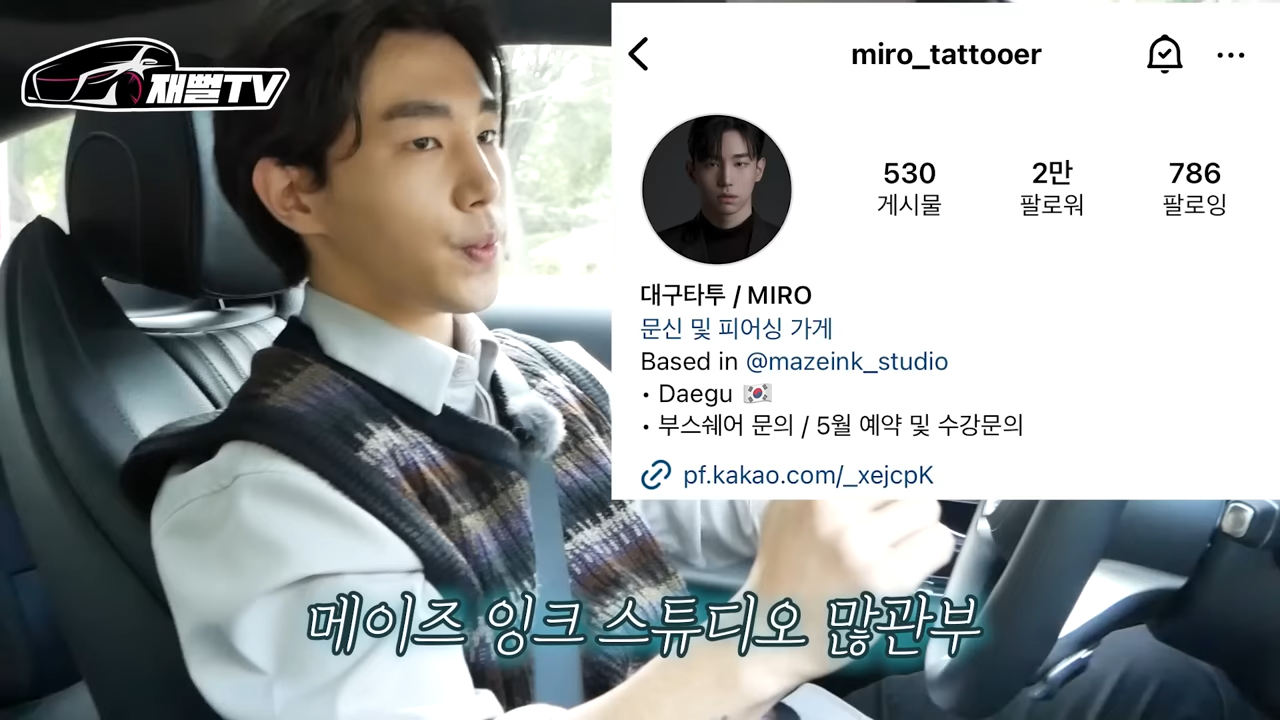 재뻘TV
miro_tattooer
530 2만 786
게시물 팔로워 팔로잉
대구타투 / MIRO
문신 및 피어싱 가게
Based in @mazeink_studio
• Daegu 🇰🇷
• 부스쉐어 문의 / 5월 예약 및 수강문의
pf.kakao.com/_xejcpK
메이즈 잉크 스튜디오 많관부